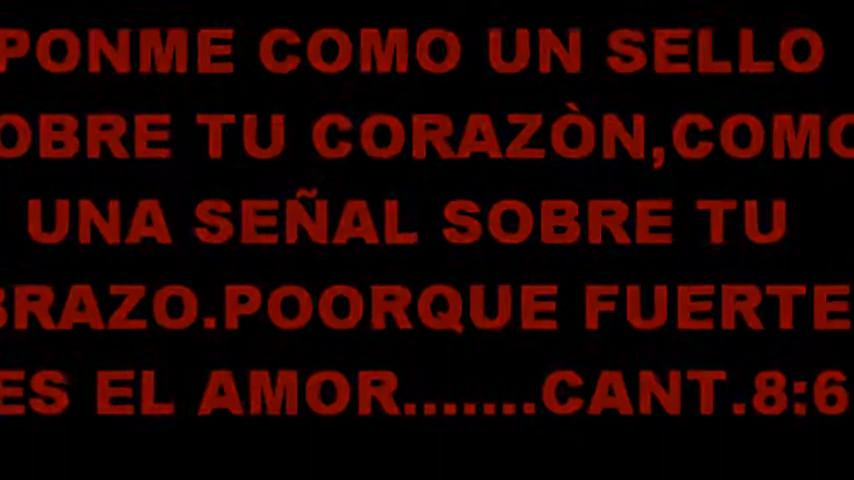 PONME COMO UN SELLO
OBRE TU CORAZÒN,COMO
UNA SEÑAL SOBRE TU
BRAZO.POORQUE FUERTE
ES EL AMOR.......CANT.8:6